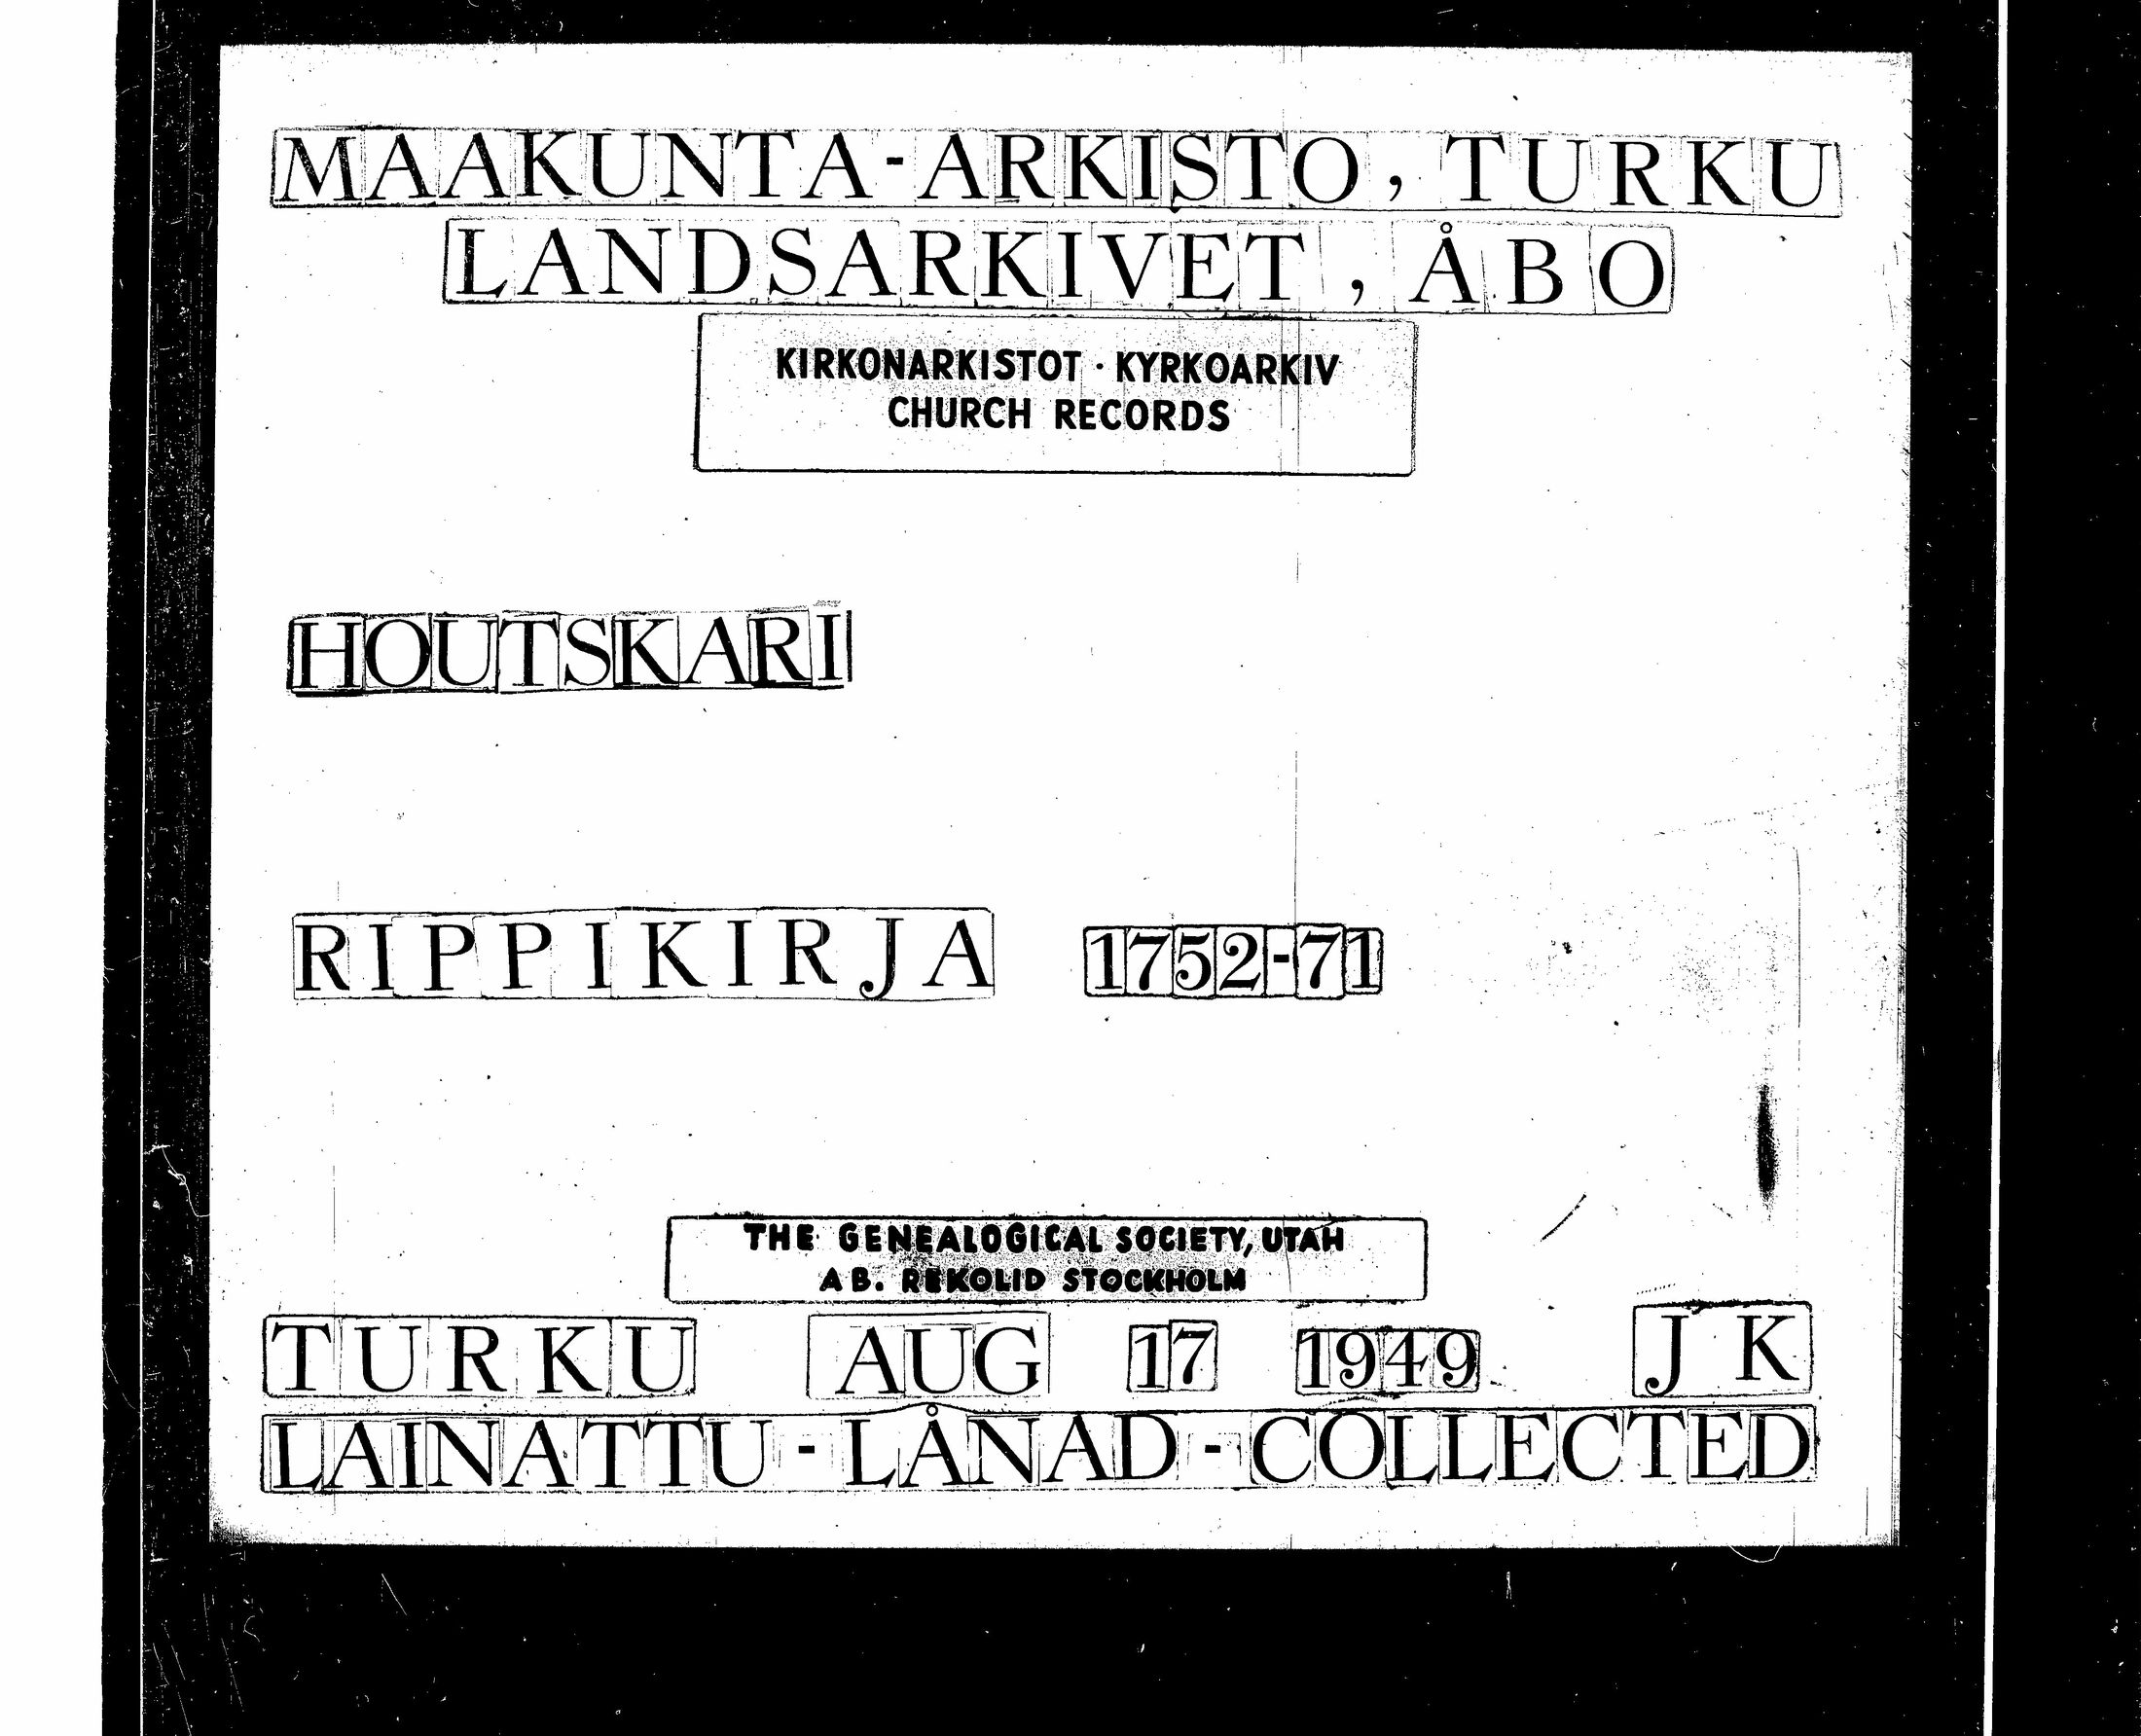 MAAKUNTA-ARKISTO, TURKU
LANDSARKIVET, ÅBO
KIRKONARKISTOT · KYRKOARKIV
CHURCH RECORDS
HOUTSKARI
RIPPIKIRJA 1752-71
THE GENEALOGICAL SOCIETY, UTAH
AB. REKOLID STOCKHOLM
TURKU AUG 17 1949 JK
LAINATTU - LÅNAD - COLLECTED